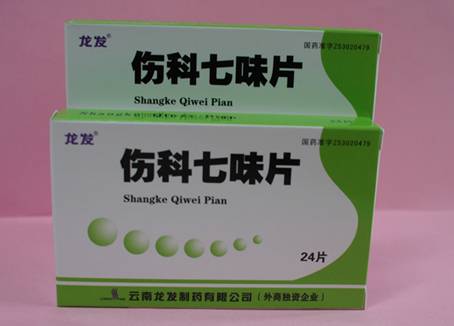 龙发®
国药准字Z53020479
伤科七味片
Shangke Qiwei Pian
龙发®
国药准字Z53020479
伤科七味片
Shangke Qiwei Pian
24片
云南龙发制药有限公司（外商独资企业）